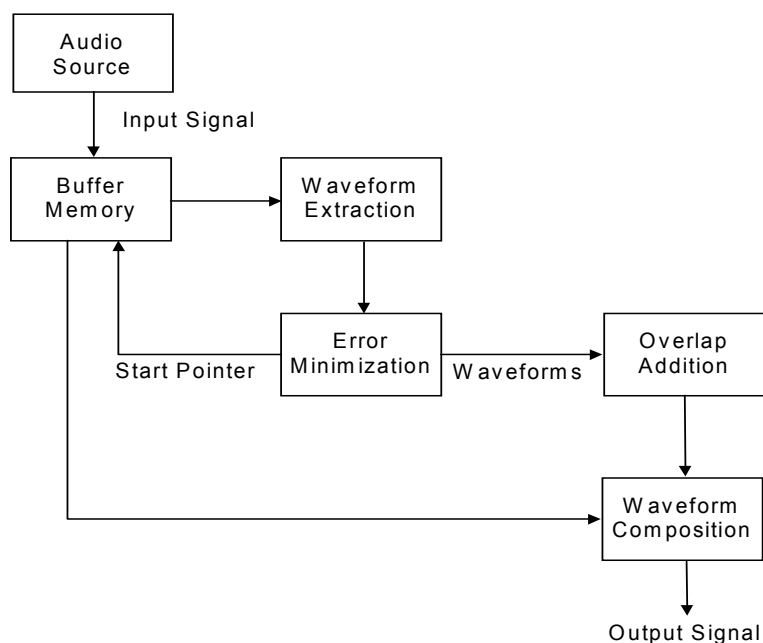 Audio
Source
Input Signal
Buffer
Memory
Waveform
Extraction
Error
Minimization
Start Pointer
Waveforms
Overlap
Addition
Waveform
Composition
Output Signal